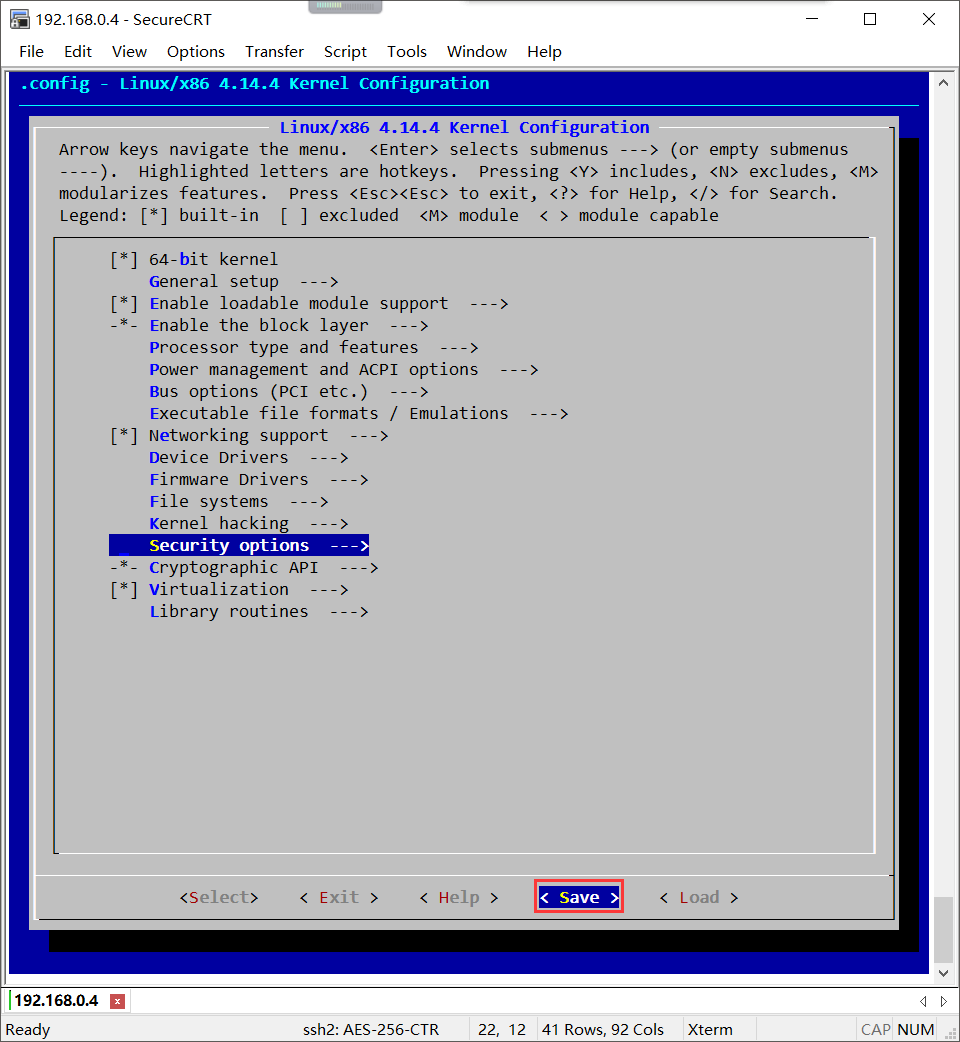 192.168.0.4 - SecureCRT
File Edit View Options Transfer Script Tools Window Help
.config - Linux/x86 4.14.4 Kernel Configuration
Linux/x86 4.14.4 Kernel Configuration
Arrow keys navigate the menu.  <Enter> selects submenus ---> (or empty submenus
----).  Highlighted letters are hotkeys.  Pressing <Y> includes, <N> excludes, <M>
modularizes features.  Press <Esc><Esc> to exit, <?> for Help, </> for Search.
Legend: [*] built-in  [ ] excluded  <M> module  < > module capable
[*] 64-bit kernel
General setup  --->
[*] Enable loadable module support  --->
-*- Enable the block layer  --->
Processor type and features  --->
Power management and ACPI options  --->
Bus options (PCI etc.)  --->
Executable file formats / Emulations  --->
[*] Networking support  --->
Device Drivers  --->
Firmware Drivers  --->
File systems  --->
Kernel hacking  --->
Security options  --->
-*- Cryptographic API  --->
[*] Virtualization  --->
Library routines  --->
<Select>    < Exit >    < Help >    < Save >    < Load >
192.168.0.4 x
Ready ssh2: AES-256-CTR 22, 12 41 Rows, 92 Cols Xterm CAP NUM